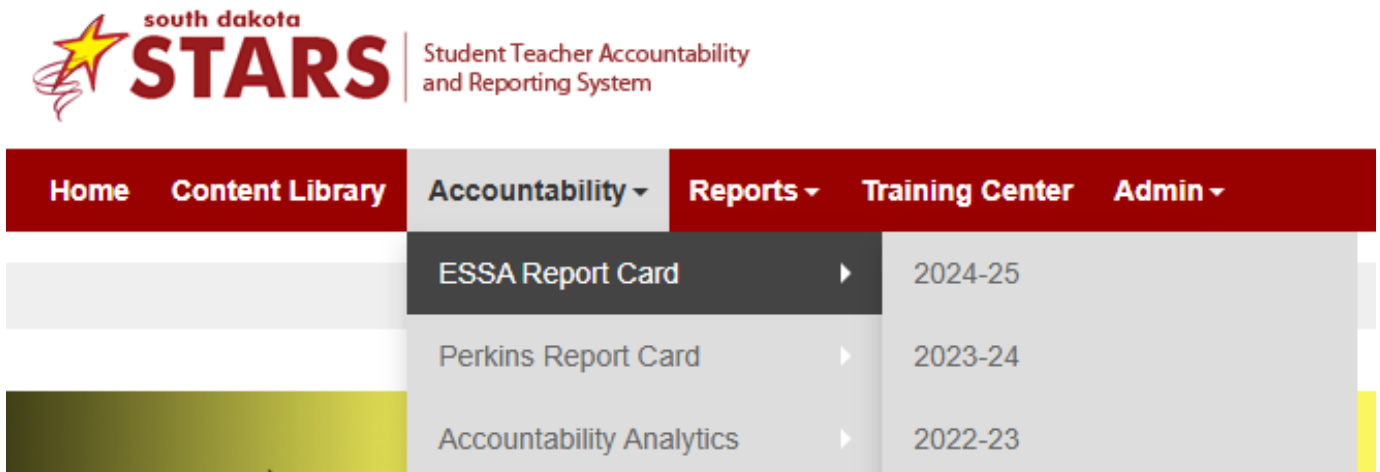 south dakota
STARS
Student Teacher Accountability
and Reporting System
Home Content Library Accountability Reports Training Center Admin
ESSA Report Card 2024-25
Perkins Report Card 2023-24
Accountability Analytics 2022-23